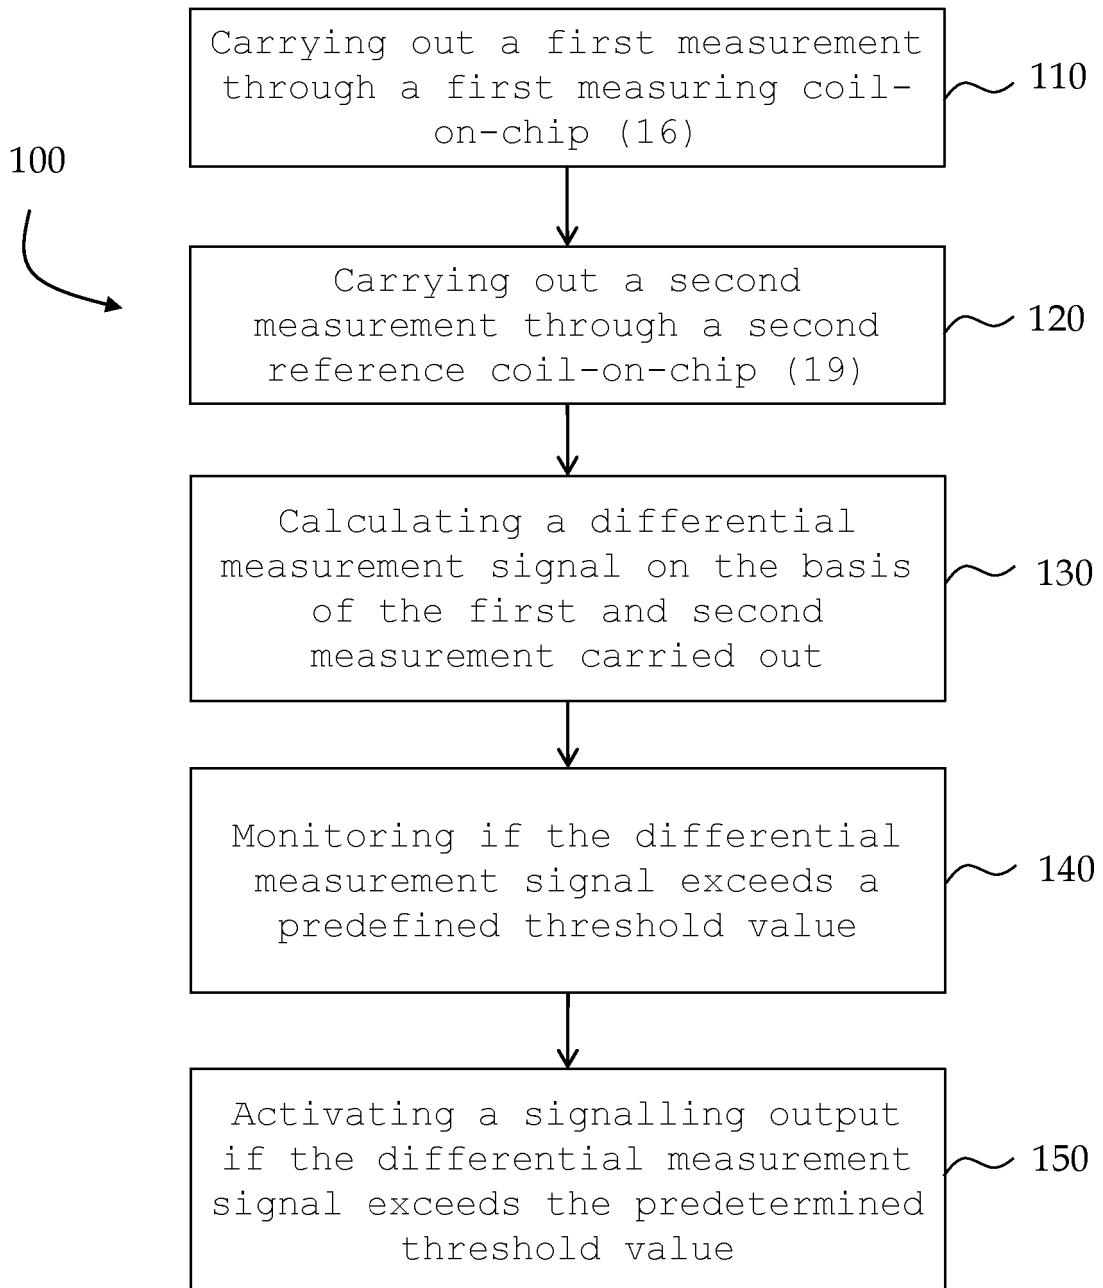 Carrying out a first measurement
through a first measuring coil-
on-chip (16)
110
100
Carrying out a second
measurement through a second
reference coil-on-chip (19)
120
Calculating a differential
measurement signal on the basis
of the first and second
measurement carried out
130
Monitoring if the differential
measurement signal exceeds a
predefined threshold value
140
Activating a signalling output
if the differential measurement
signal exceeds the predetermined
threshold value
150